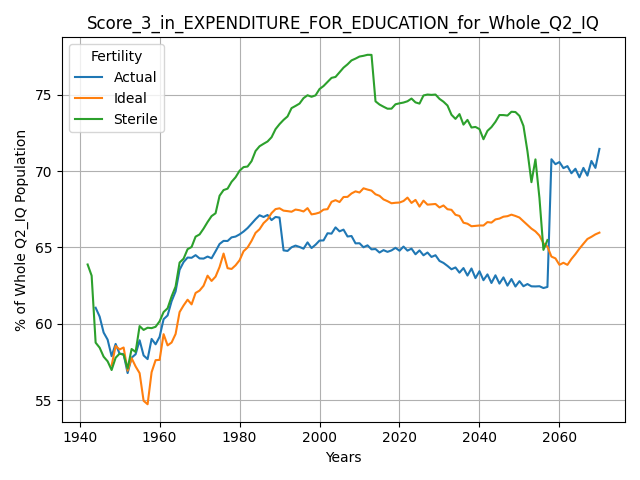 Score_3_in_EXPENDITURE_FOR_EDUCATION_for_Whole_Q2_IQ
Fertility
Actual
Ideal
Sterile
% of Whole Q2_IQ Population
75
70
65
60
55
1940 1960 1980 2000 2020 2040 2060
Years